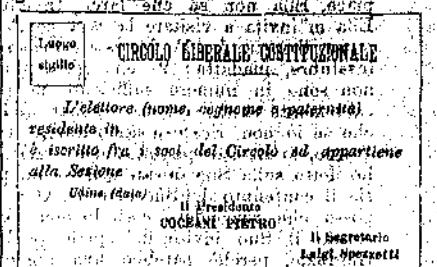 Luogo
sigillo
CIRCOLO LIBERALE COSTITUZIONALE
L'elettore (nome, cognome e paternità)
residente in
è iscritto fra i soci del Circolo ed appartiene
alla Sezione
Udine, (data)
Il Presidente
COCEANI PIETRO
Il Segretario
Luigi Spezzotti